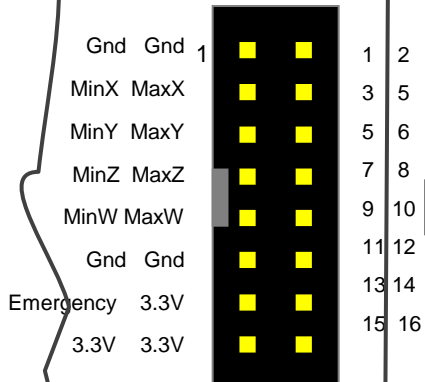 Gnd Gnd 1 1 2
MinX MaxX 3 5
MinY MaxY 5 6
MinZ MaxZ 7 8
MinW MaxW 9 10
Gnd Gnd 11 12
Emergency 3.3V 13 14
3.3V 3.3V 15 16